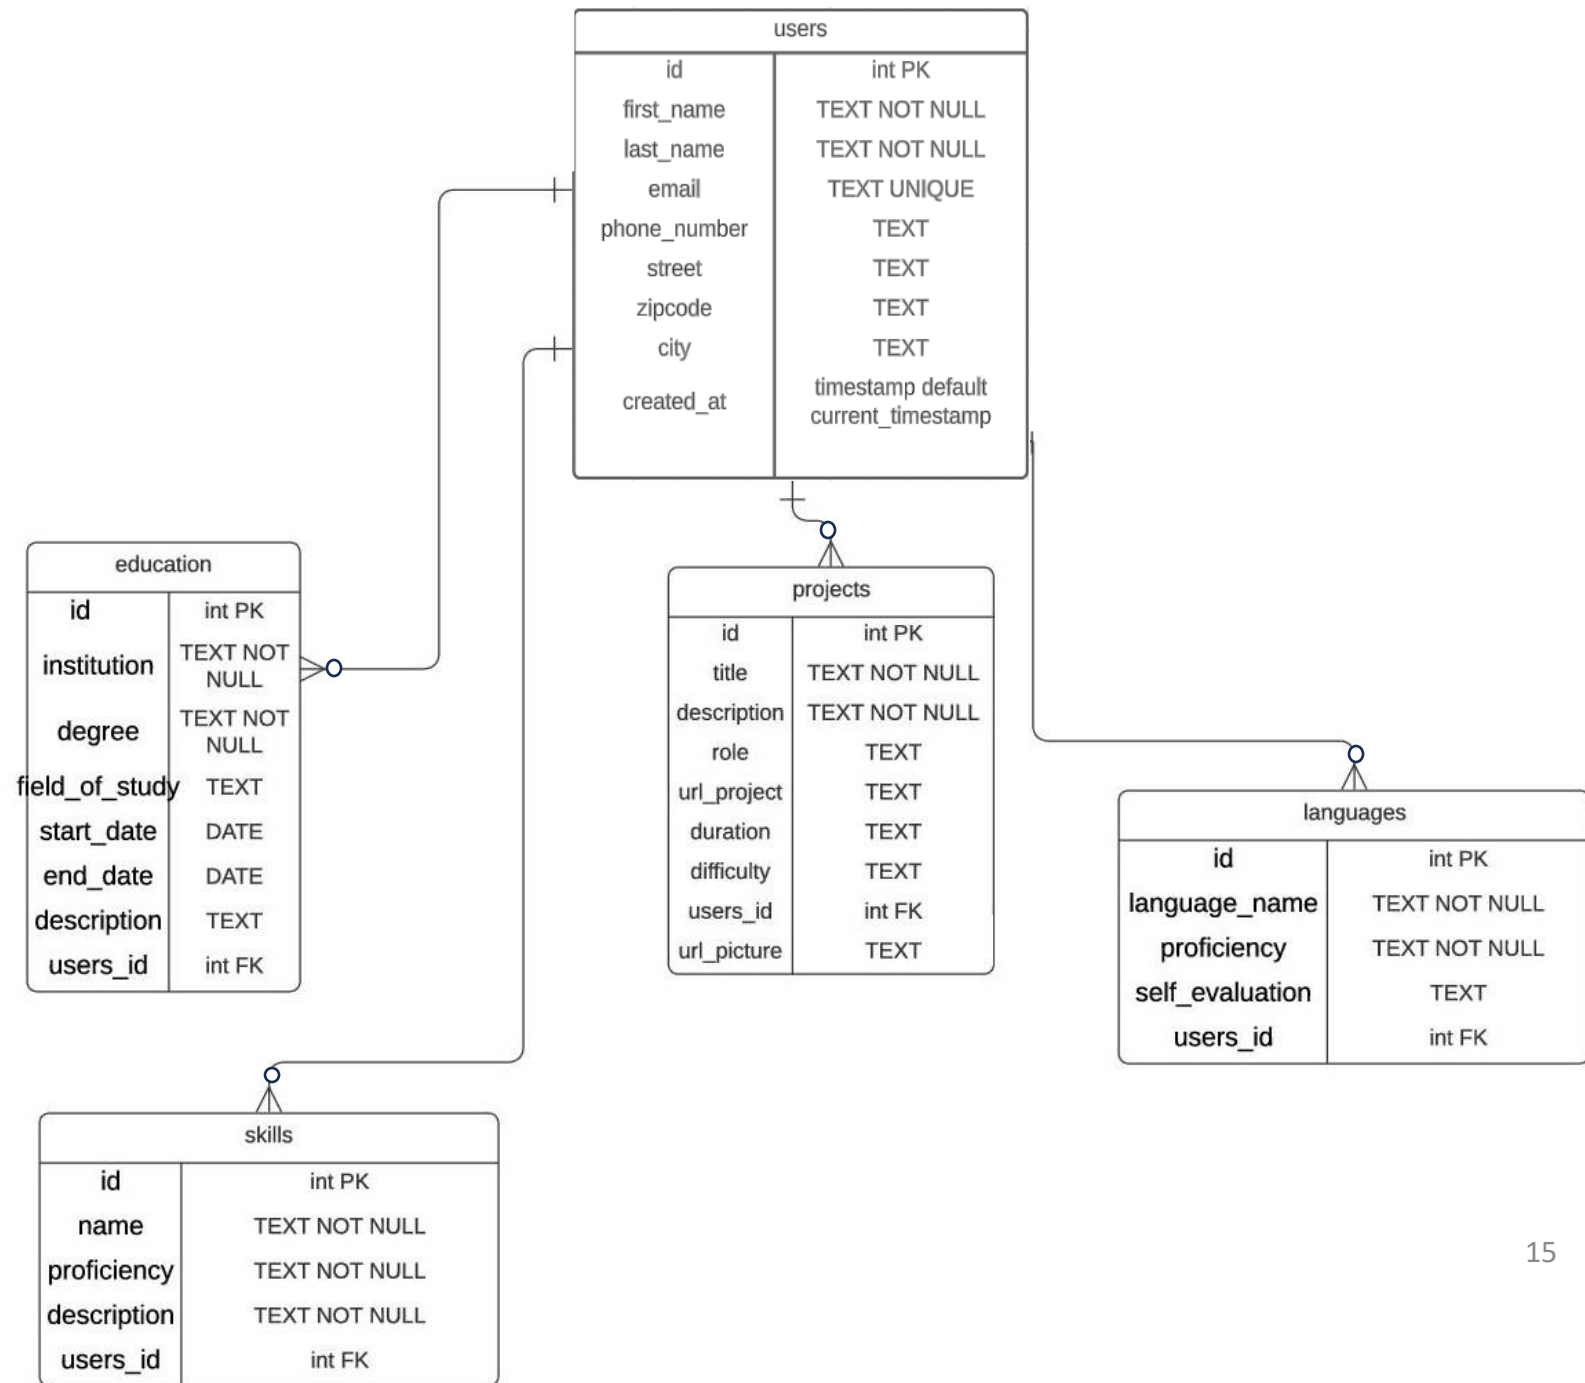 users
id int PK
first_name TEXT NOT NULL
last_name TEXT NOT NULL
email TEXT UNIQUE
phone_number TEXT
street TEXT
zipcode TEXT
city TEXT
created_at timestamp default
current_timestamp
education
id int PK
institution TEXT NOT
NULL
degree TEXT NOT
NULL
field_of_study TEXT
start_date DATE
end_date DATE
description TEXT
users_id int FK
projects
id int PK
title TEXT NOT NULL
description TEXT NOT NULL
role TEXT
url_project TEXT
duration TEXT
difficulty TEXT
users_id int FK
url_picture TEXT
languages
id int PK
language_name TEXT NOT NULL
proficiency TEXT NOT NULL
self_evaluation TEXT
users_id int FK
skills
id int PK
name TEXT NOT NULL
proficiency TEXT NOT NULL
description TEXT NOT NULL
users_id int FK
15